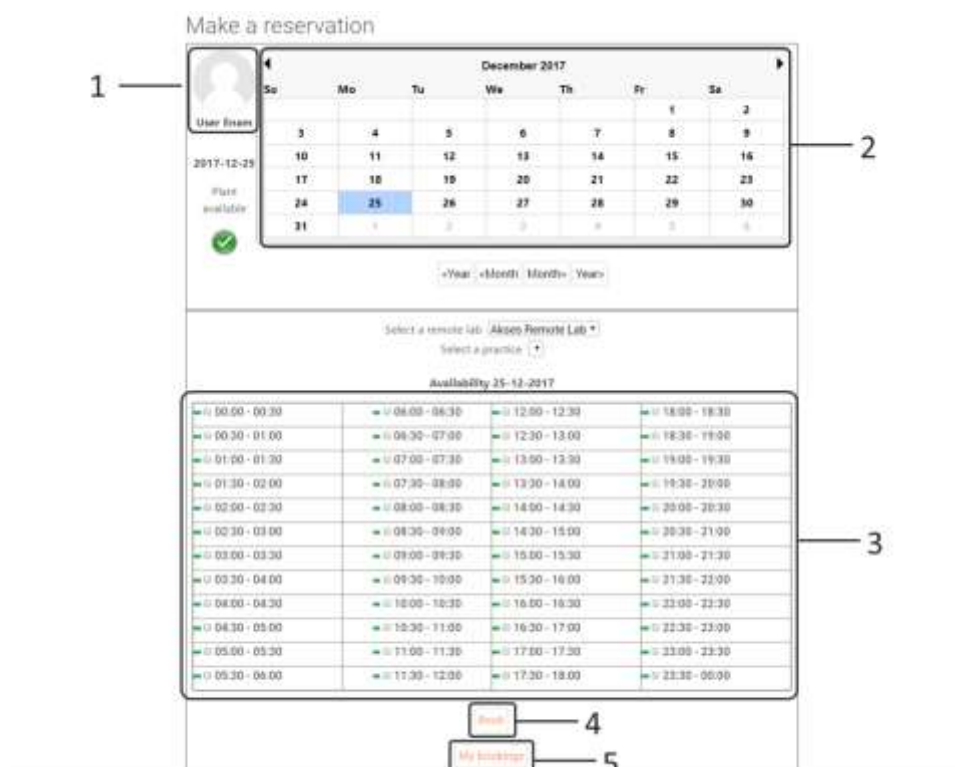 Make a reservation
1
December 2017
Su Mo Tu We Th Fr Sa
1 2
User Enam
3 4 5 6 7 8 9
2
2017-12-25
10 11 12 13 14 15 16
17 18 19 20 21 22 23
Plant
available
24 25 26 27 28 29 30
31 1 2 3 4 5 6
«Year «Month Month» Year»
Select a remote lab Akses Remote Lab
Select a practice
Availability 25-12-2017
00:00 - 00:30 06:00 - 06:30 12:00 - 12:30 18:00 - 18:30
00:30 - 01:00 06:30 - 07:00 12:30 - 13:00 18:30 - 19:00
01:00 - 01:30 07:00 - 07:30 13:00 - 13:30 19:00 - 19:30
01:30 - 02:00 07:30 - 08:00 13:30 - 14:00 19:30 - 20:00
02:00 - 02:30 08:00 - 08:30 14:00 - 14:30 20:00 - 20:30
02:30 - 03:00 08:30 - 09:00 14:30 - 15:00 20:30 - 21:00
03:00 - 03:30 09:00 - 09:30 15:00 - 15:30 21:00 - 21:30
3
03:30 - 04:00 09:30 - 10:00 15:30 - 16:00 21:30 - 22:00
04:00 - 04:30 10:00 - 10:30 16:00 - 16:30 22:00 - 22:30
04:30 - 05:00 10:30 - 11:00 16:30 - 17:00 22:30 - 23:00
05:00 - 05:30 11:00 - 11:30 17:00 - 17:30 23:00 - 23:30
05:30 - 06:00 11:30 - 12:00 17:30 - 18:00 23:30 - 00:00
Book 4
My bookings 5